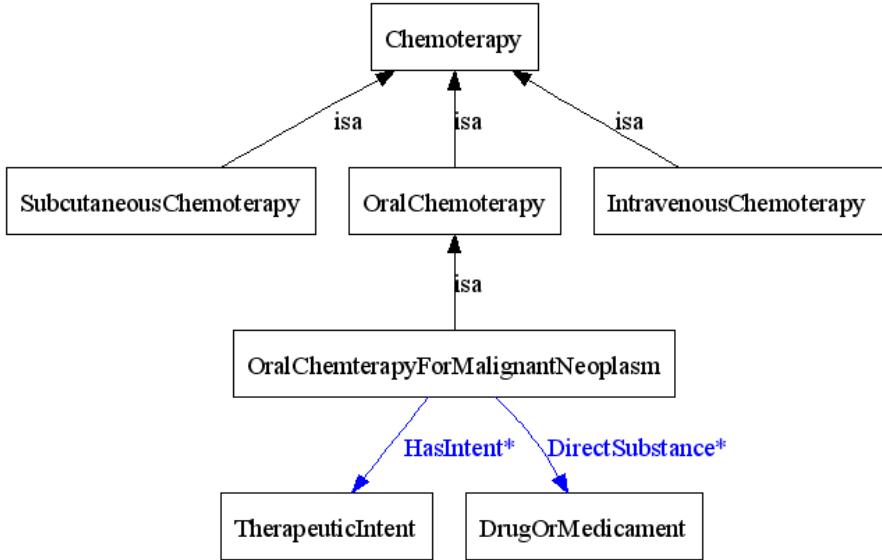 Chemoterapy
isa
isa
isa
SubcutaneousChemoterapy
OralChemoterapy
IntravenousChemoterapy
isa
OralChemterapyForMalignantNeoplasm
HasIntent*
DirectSubstance*
TherapeuticIntent
DrugOrMedicament